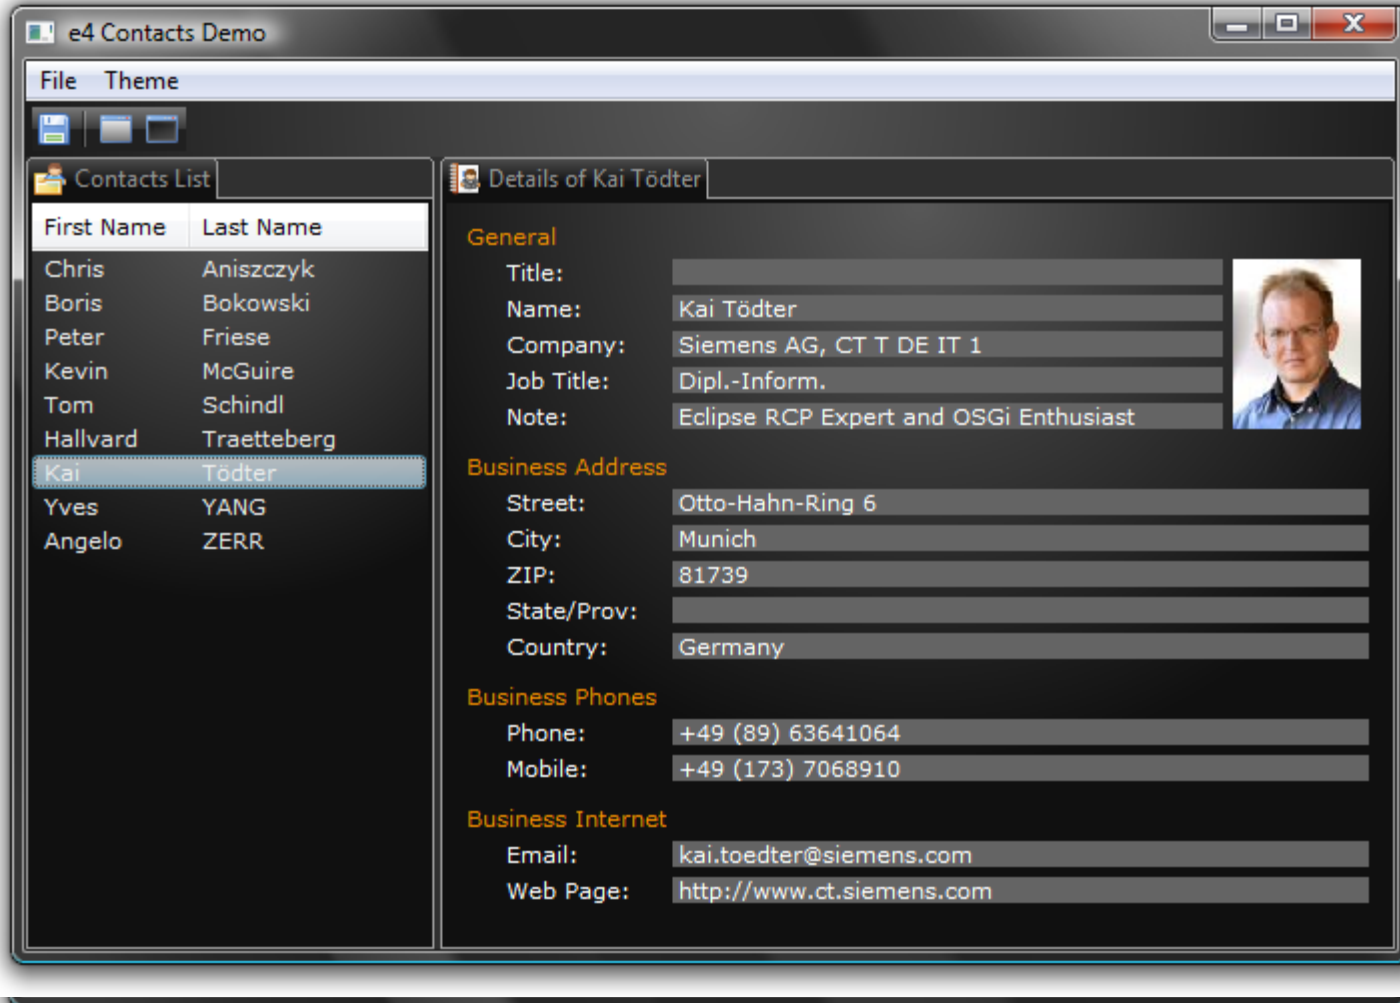 e4 Contacts Demo
File Theme
Contacts List
First Name Last Name
Chris Aniszczyk
Boris Bokowski
Peter Friese
Kevin McGuire
Tom Schindl
Hallvard Traetteberg
Kai Tödter
Yves YANG
Angelo ZERR
Details of Kai Tödter
General
Title:
Name: Kai Tödter
Company: Siemens AG, CT T DE IT 1
Job Title: Dipl.-Inform.
Note: Eclipse RCP Expert and OSGi Enthusiast
Business Address
Street: Otto-Hahn-Ring 6
City: Munich
ZIP: 81739
State/Prov:
Country: Germany
Business Phones
Phone: +49 (89) 63641064
Mobile: +49 (173) 7068910
Business Internet
Email: kai.toedter@siemens.com
Web Page: http://www.ct.siemens.com